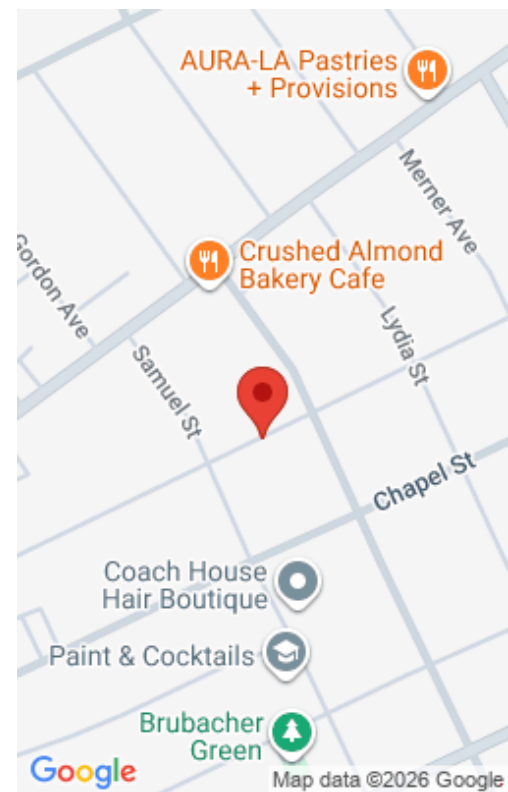 AURA-LA Pastries
+ Provisions
Merner Ave
Crushed Almond
Bakery Cafe
Gordon Ave
Lydia St
Samuel St
Chapel St
Coach House
Hair Boutique
Paint & Cocktails
Brubacher
Green
Google
Map data ©2026 Google